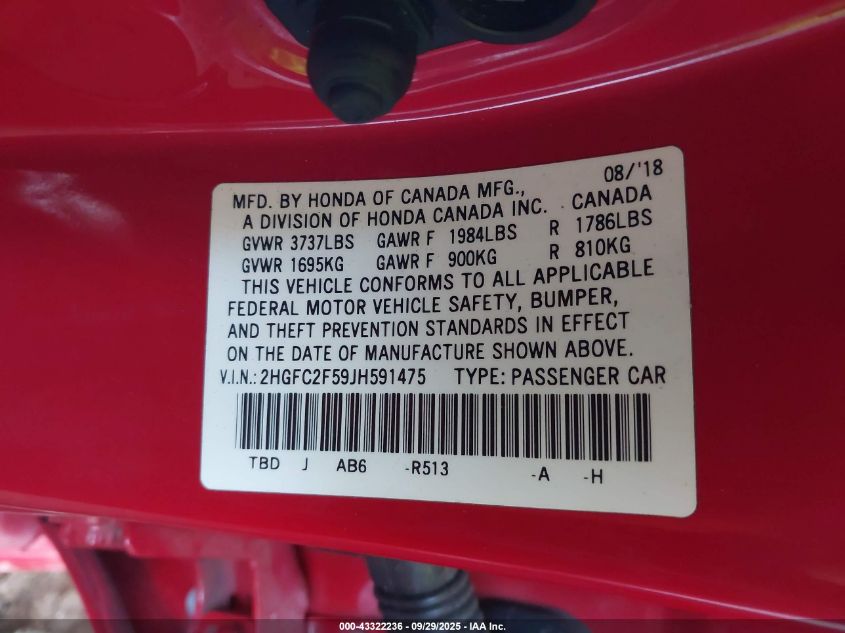 08/'18
MFD. BY HONDA OF CANADA MFG.,
A DIVISION OF HONDA CANADA INC. CANADA
GVWR 3737LBS GAWR F 1984LBS R 1786LBS
GVWR 1695KG GAWR F 900KG R 810KG
THIS VEHICLE CONFORMS TO ALL APPLICABLE
FEDERAL MOTOR VEHICLE SAFETY, BUMPER,
AND THEFT PREVENTION STANDARDS IN EFFECT
ON THE DATE OF MANUFACTURE SHOWN ABOVE.
V.I.N.: 2HGFC2F59JH591475 TYPE: PASSENGER CAR
TBD J AB6 -R513 -A -H
000-43322236 - 09/29/2025 - IAA Inc.